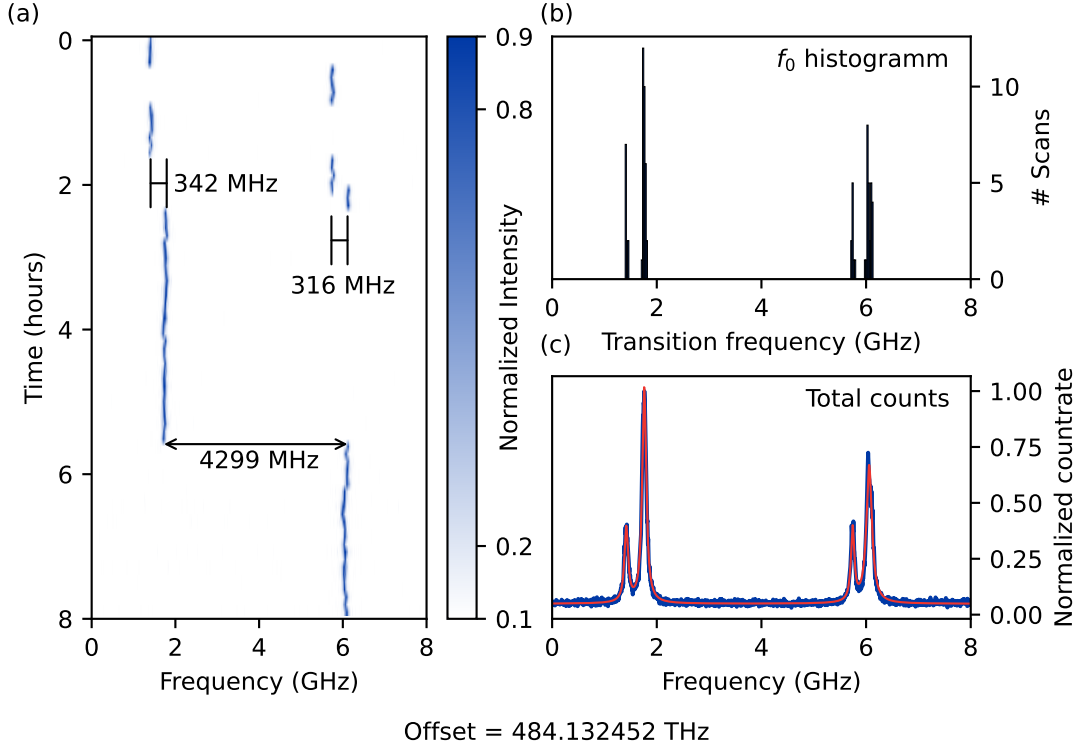 (a)
0
2
4
6
8
Time (hours)
342 MHz
316 MHz
4299 MHz
0
2
4
6
8
Frequency (GHz)
0.9
0.8
0.2
0.1
Normalized Intensity
(b)
f0 histogramm
10
5
0
# Scans
0
2
4
6
8
Transition frequency (GHz)
(c)
Total counts
1.00
0.75
0.50
0.25
0.00
Normalized countrate
0
2
4
6
8
Frequency (GHz)
Offset = 484.132452 THz